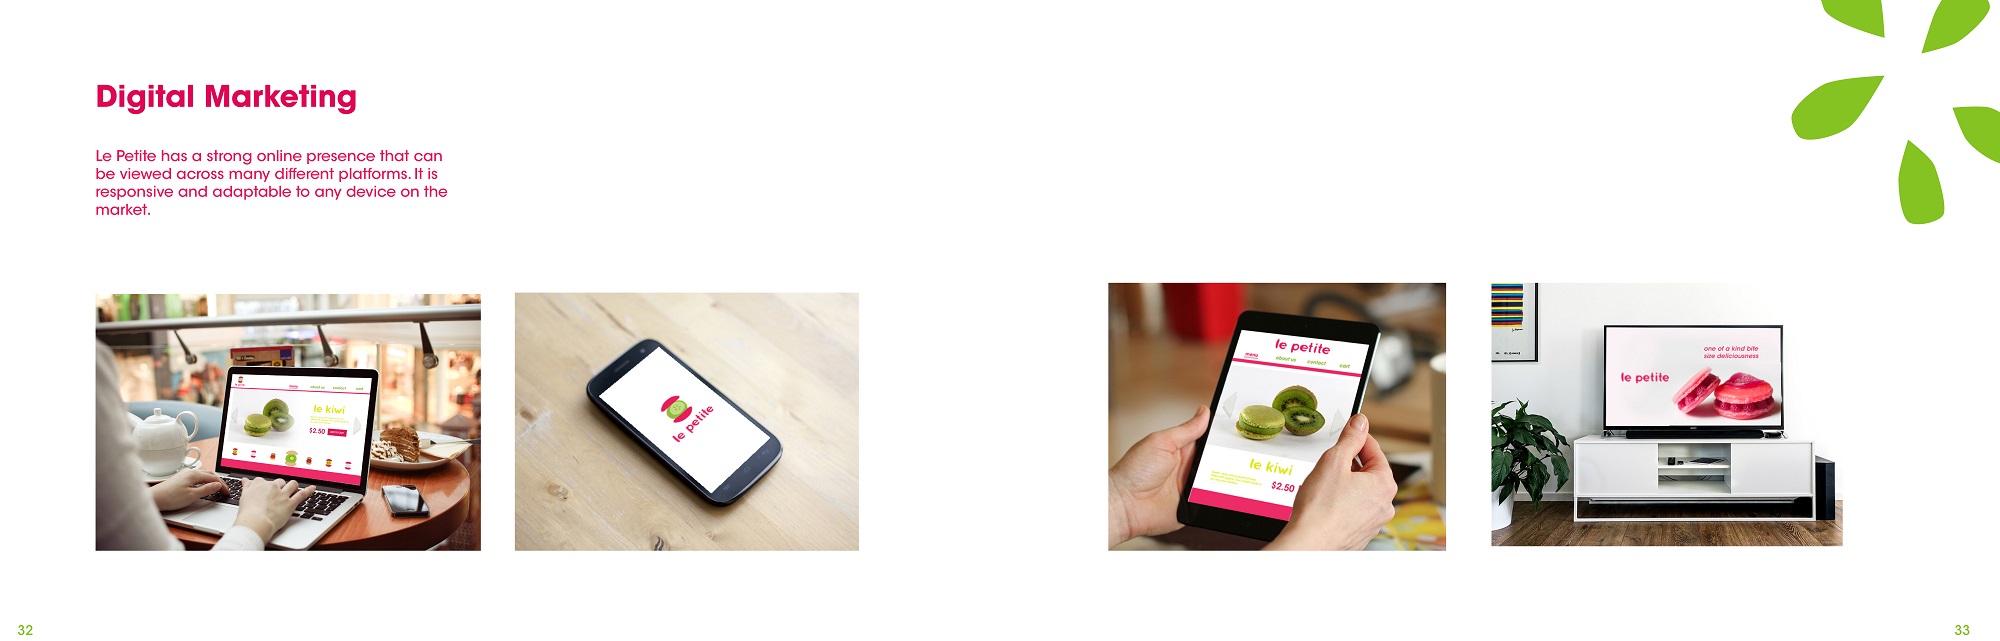 Digital Marketing
Le Petite has a strong online presence that can
be viewed across many different platforms. It is
responsive and adaptable to any device on the
market.
menu about us contact cart
le kiwi
$2.50
le petite
le petite
menu about us contact cart
le kiwi
$2.50
one of a kind bite
size deliciousness
le petite
32
33